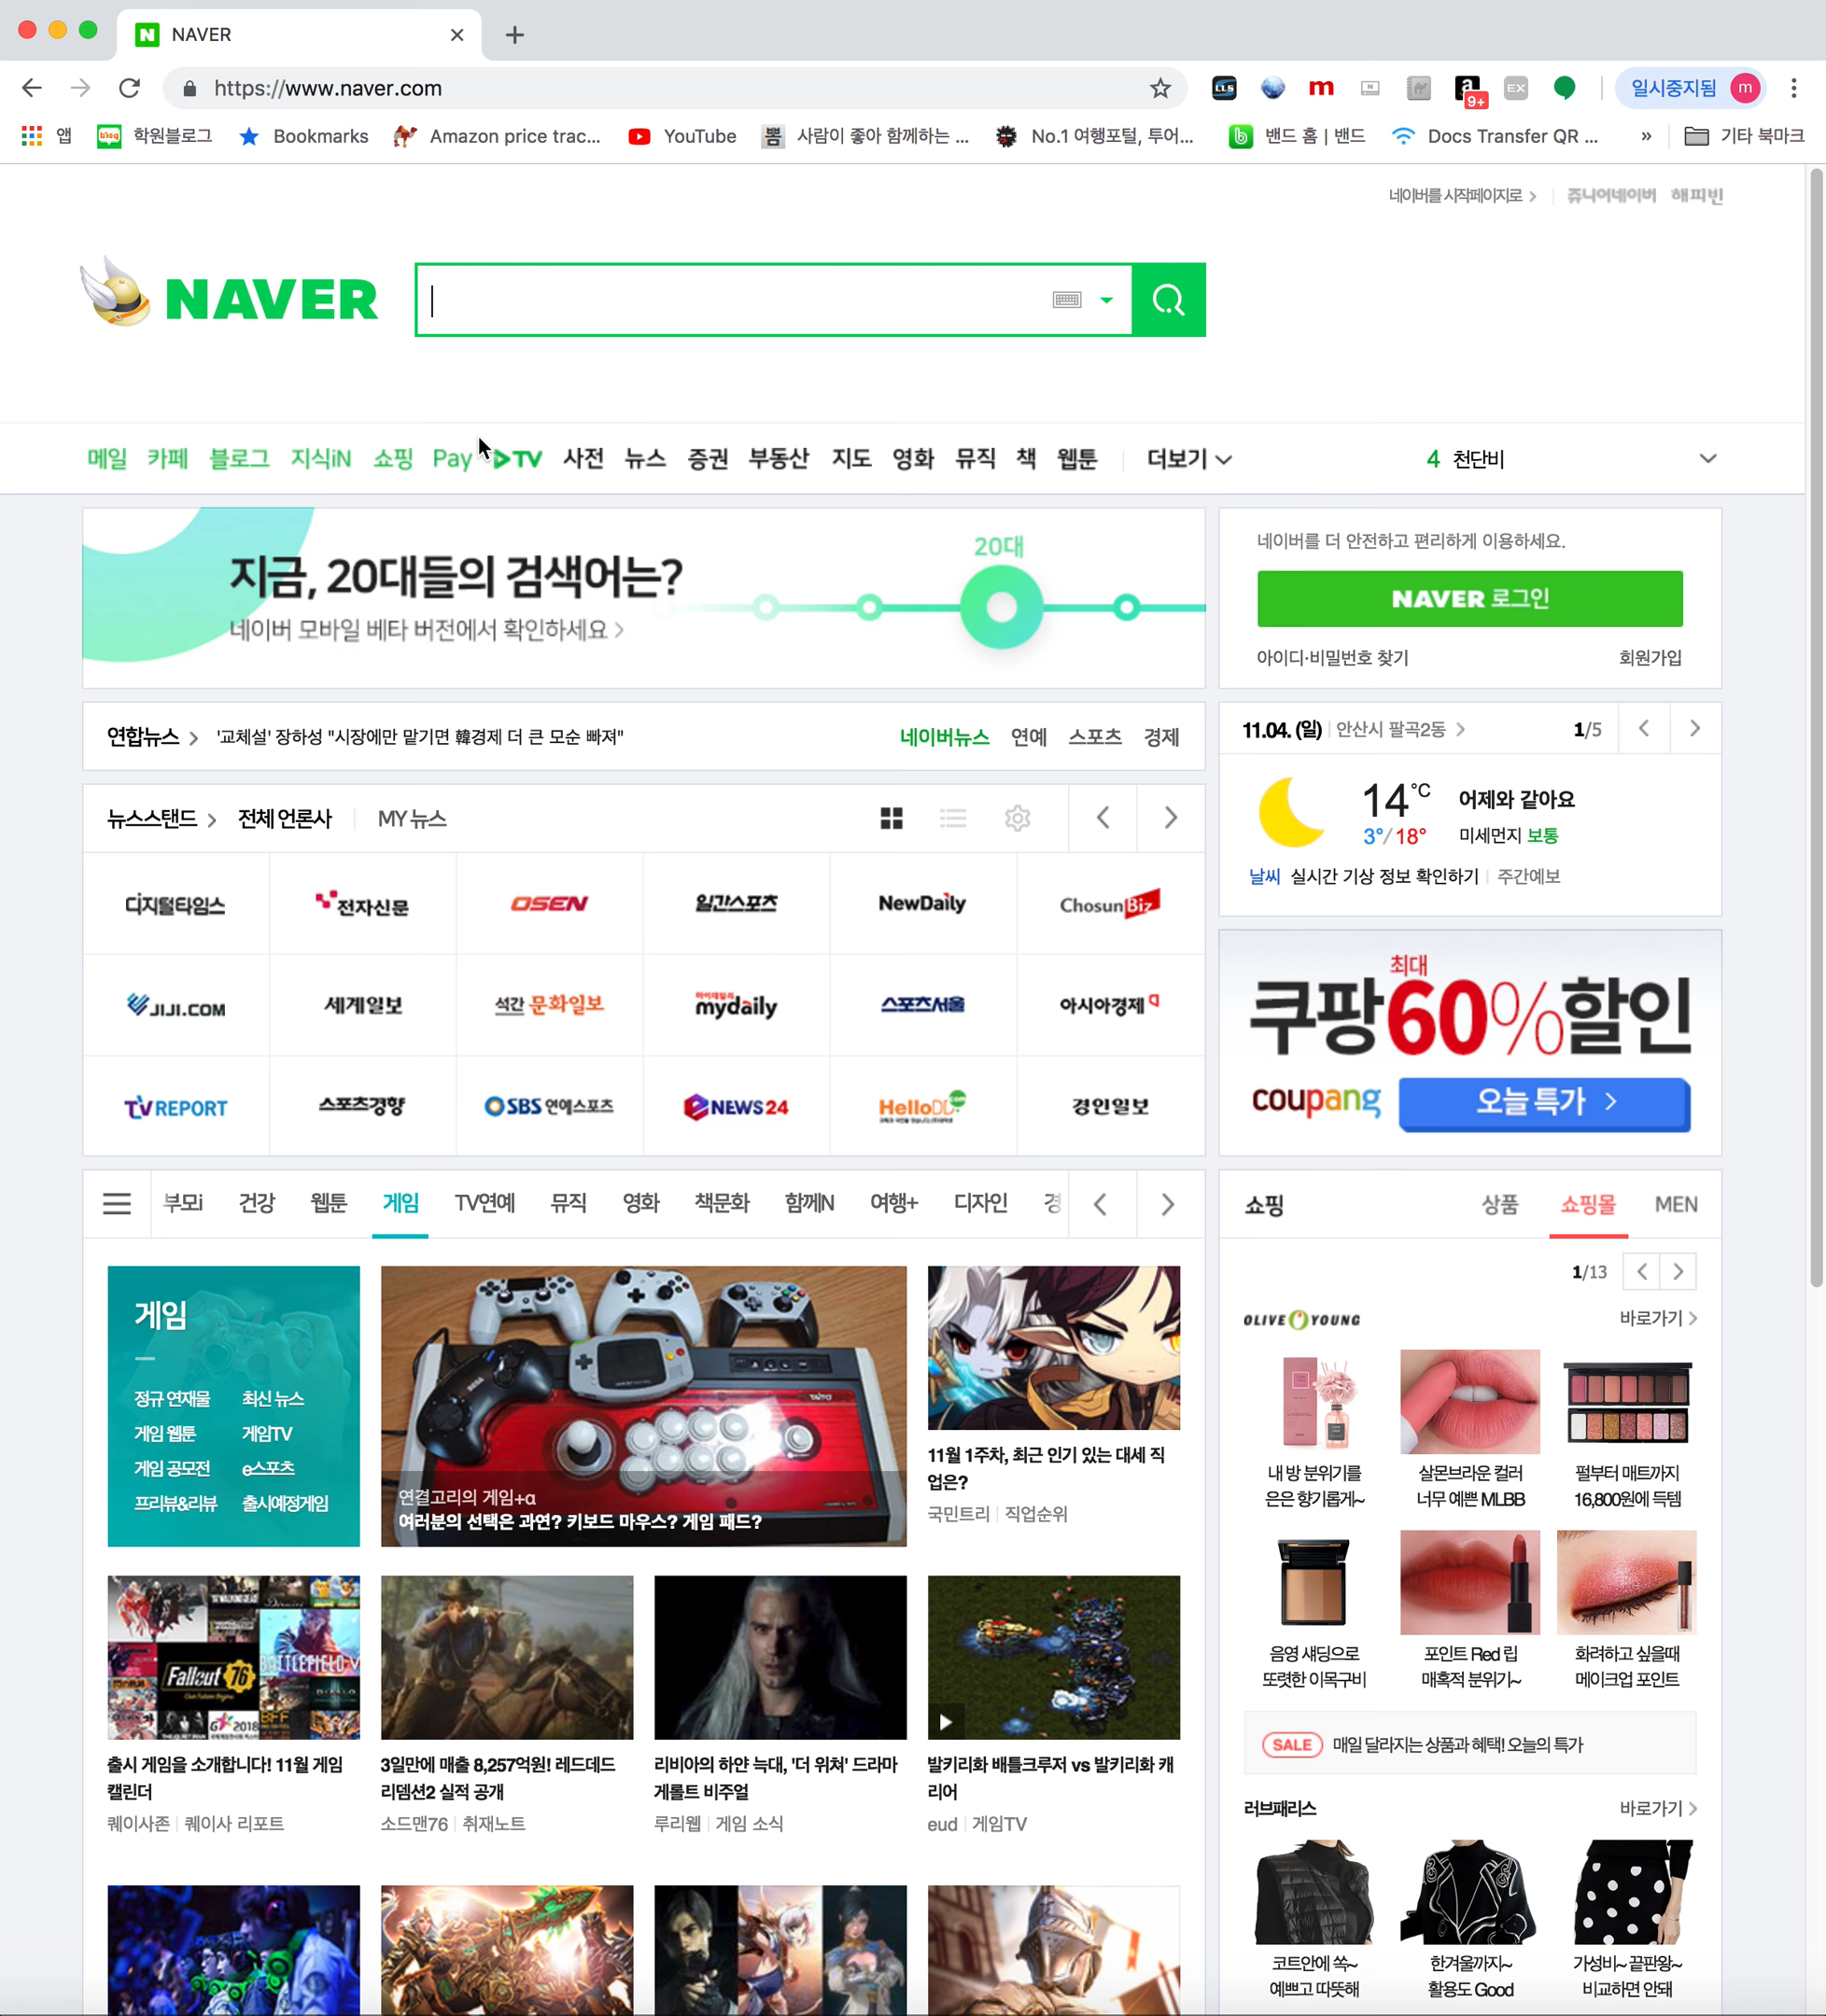 NAVER
https://www.naver.com
일시중지됨 m
앱 학원블로그 Bookmarks Amazon price trac... YouTube 뽐 사람이 좋아 함께하는 ... No.1 여행포털, 투어... 밴드 홈 | 밴드 Docs Transfer QR ... » 기타 북마크
네이버를 시작페이지로 쥬니어네이버 해피빈
NAVER
메일 카페 블로그 지식iN 쇼핑 Pay TV 사전 뉴스 증권 부동산 지도 영화 뮤직 책 웹툰 더보기 4 천단비
20대
지금, 20대들의 검색어는?
네이버 모바일 베타 버전에서 확인하세요
네이버를 더 안전하고 편리하게 이용하세요.
NAVER 로그인
아이디·비밀번호 찾기 회원가입
연합뉴스 '교체설' 장하성 "시장에만 맡기면 韓경제 더 큰 모순 빠져" 네이버뉴스 연예 스포츠 경제
11.04. (일) 안산시 팔곡2동 1/5
14°C 어제와 같아요
3°/18° 미세먼지 보통
날씨 실시간 기상 정보 확인하기 주간예보
뉴스스탠드 전체 언론사 MY 뉴스
디지털타임스 전자신문 OSEN 일간스포츠 NewDaily ChosunBiz
JIJI.COM 세계일보 석간 문화일보 마이데일리 mydaily 스포츠서울 아시아경제
TV REPORT 스포츠경향 SBS 연예스포츠 eNEWS24 HelloDD.com 경인일보
최대
쿠팡60%할인
coupang 오늘 특가
부모i 건강 웹툰 게임 TV연예 뮤직 영화 책문화 함께N 여행+ 디자인
게임
정규 연재물 최신 뉴스
게임 웹툰 게임TV
게임 공모전 e스포츠
프리뷰&리뷰 출시예정게임
연결고리의 게임+α
여러분의 선택은 과연? 키보드 마우스? 게임 패드?
11월 1주차, 최근 인기 있는 대세 직
업은?
국민트리 직업순위
Fallout 76
BATTLEFIELD V
출시 게임을 소개합니다! 11월 게임
캘린더
퀘이사존 퀘이사 리포트
3일만에 매출 8,257억원! 레드데드
리뎀션2 실적 공개
소드맨76 취재노트
리비아의 하얀 늑대, '더 위쳐' 드라마
게롤트 비주얼
루리웹 게임 소식
발키리화 배틀크루저 vs 발키리화 캐
리어
eud 게임TV
쇼핑 상품 쇼핑몰 MEN
1/13
OLIVE YOUNG 바로가기
내 방 분위기를
은은 향기롭게~
살몬브라운 컬러
너무 예쁜 MLBB
펄부터 매트까지
16,800원에 득템
음영 섀딩으로
또렷한 이목구비
포인트 Red 립
매혹적 분위기~
화려하고 싶을때
메이크업 포인트
SALE 매일 달라지는 상품과 혜택! 오늘의 특가
러브패리스 바로가기
코트안에 쏙~
예쁘고 따뜻해
한겨울까지~
활용도 Good
가성비~ 끝판왕~
비교하면 안돼